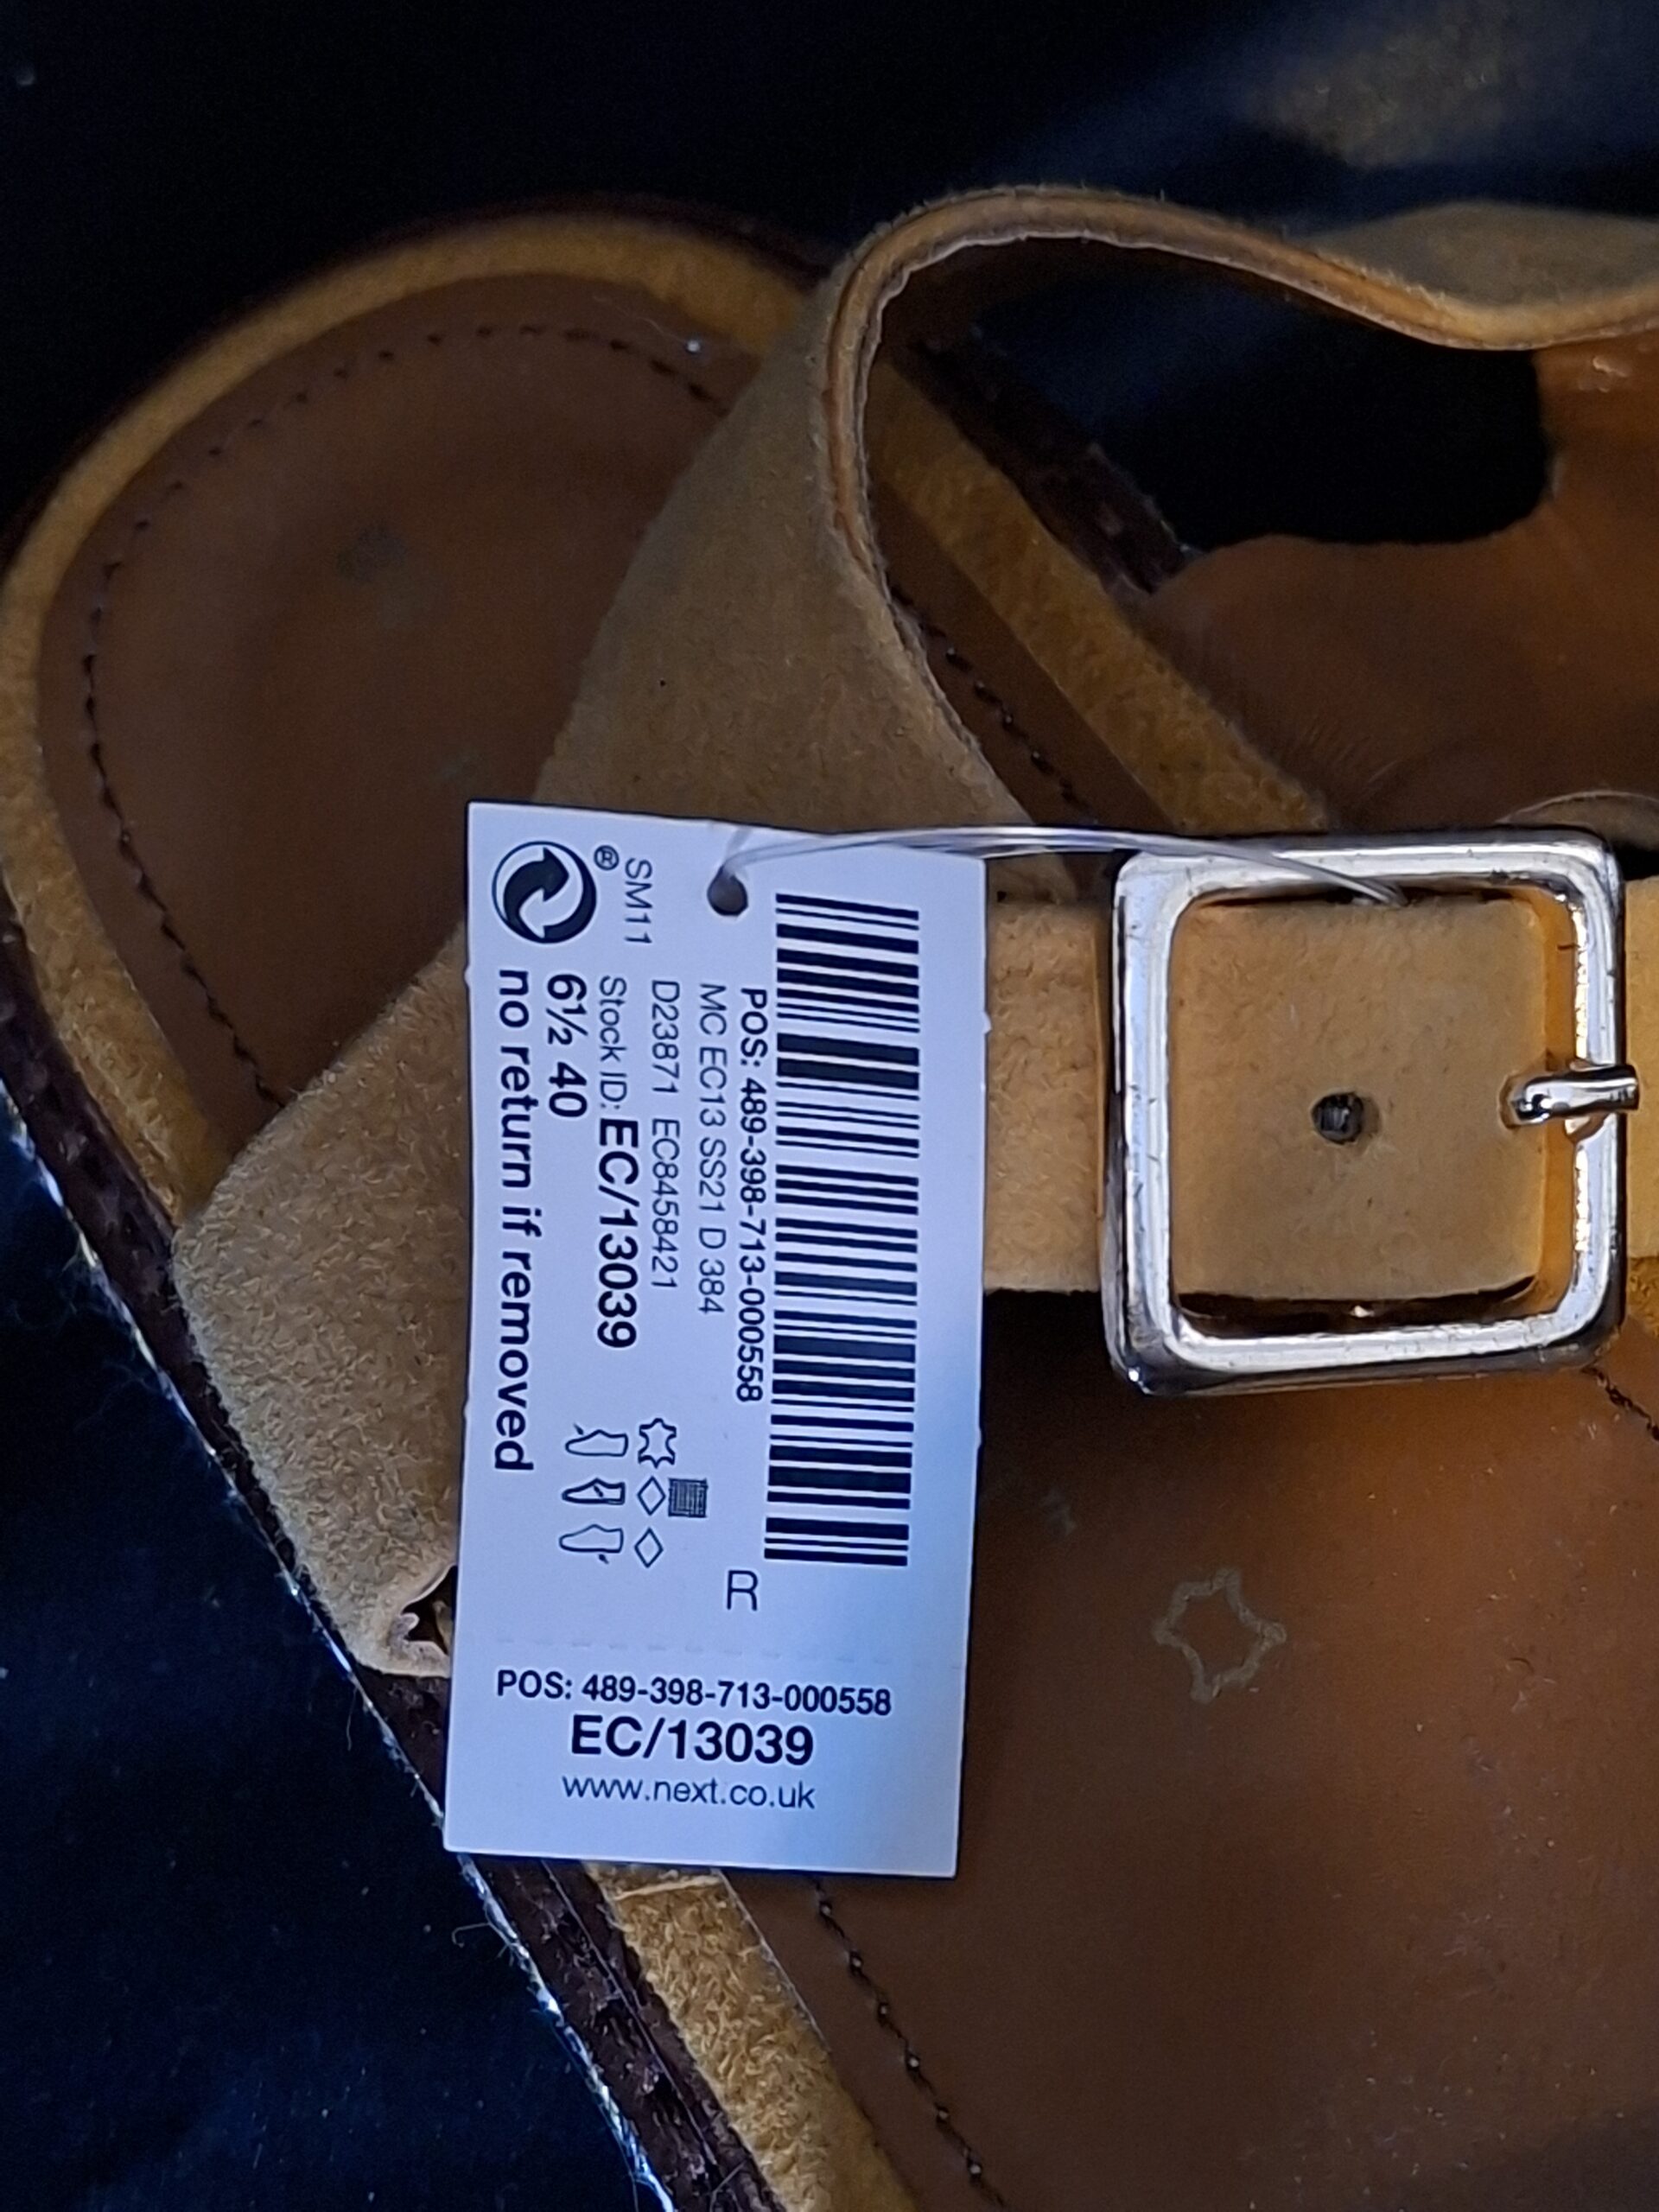 POS: 489-398-713-000558
MC EC13 SS21 D 384
D23871 EC8458421
Stock ID: EC/13039
6½ 40
no return if removed
SM11
®
R
POS: 489-398-713-000558
EC/13039
www.next.co.uk